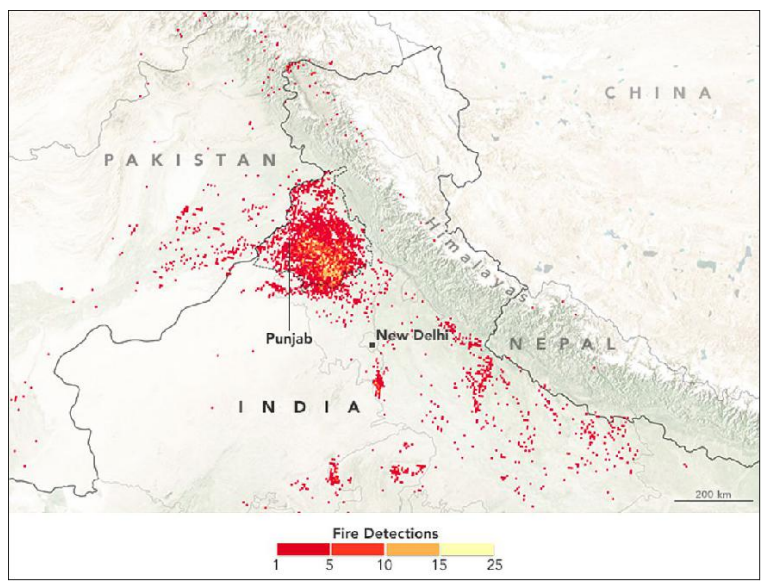 CHINA
PAKISTAN
Himalayas
Punjab
New Delhi
NEPAL
INDIA
200 km
Fire Detections
1 5 10 15 25